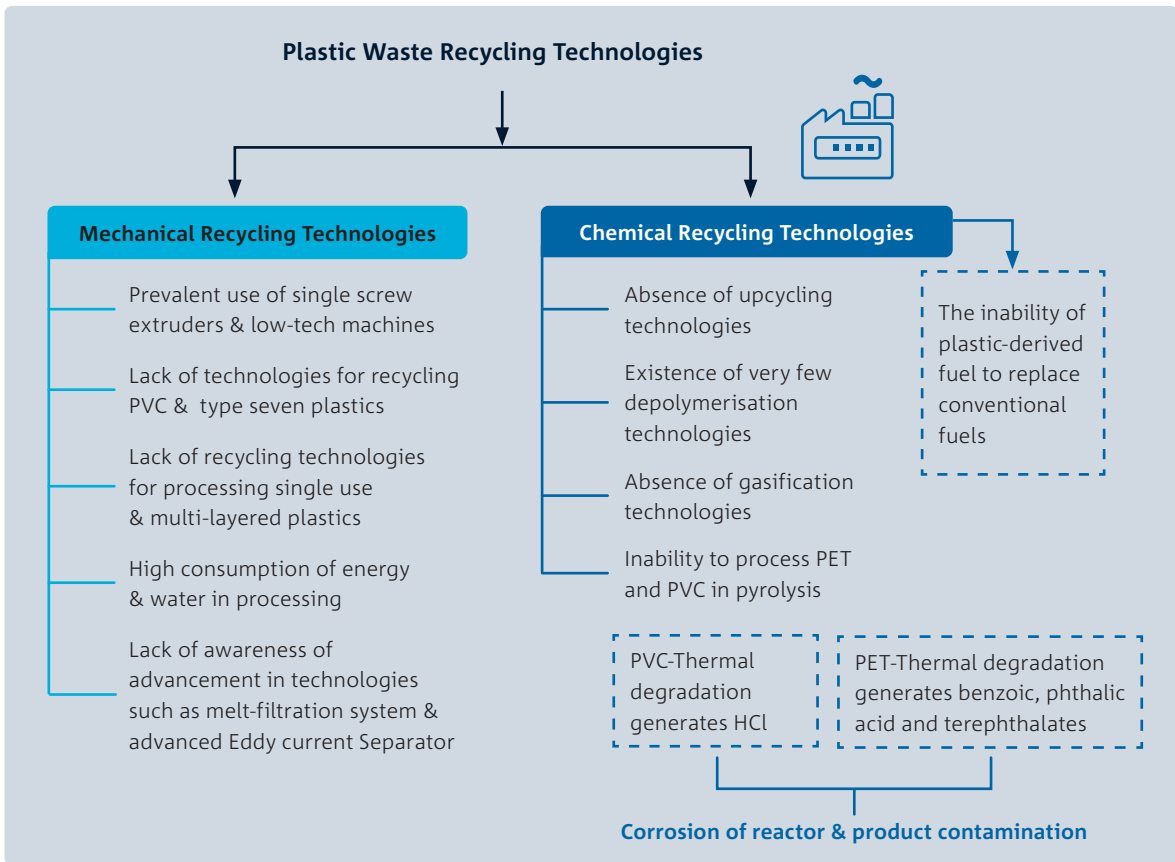 Plastic Waste Recycling Technologies
Mechanical Recycling Technologies
Prevalent use of single screw
extruders & low-tech machines
Lack of technologies for recycling
PVC & type seven plastics
Lack of recycling technologies
for processing single use
& multi-layered plastics
High consumption of energy
& water in processing
Lack of awareness of
advancement in technologies
such as melt-filtration system &
advanced Eddy current Separator
Chemical Recycling Technologies
Absence of upcycling
technologies
Existence of very few
depolymerisation
technologies
Absence of gasification
technologies
Inability to process PET
and PVC in pyrolysis
The inability of
plastic-derived
fuel to replace
conventional
fuels
PVC-Thermal
degradation
generates HCl
PET-Thermal degradation
generates benzoic, phthalic
acid and terephthalates
Corrosion of reactor & product contamination